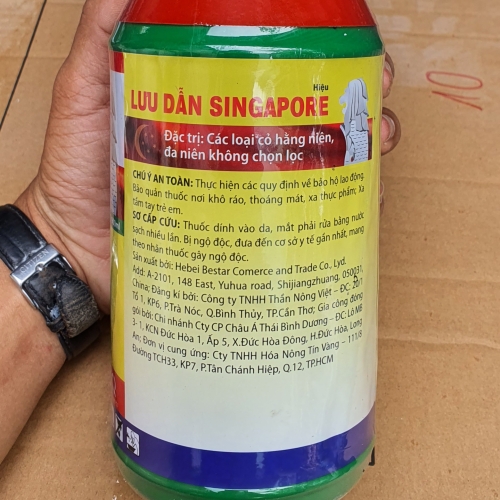 Hiệu
LƯU DẪN SINGAPORE
Đặc trị: Các loại cỏ hằng niên,
đa niên không chọn lọc
CHÚ Ý AN TOÀN: Thực hiện các quy định về bảo hộ lao động.
Bảo quản thuốc nơi khô ráo, thoáng mát, xa thực phẩm; Xa
tầm tay trẻ em.
SƠ CẤP CỨU: Thuốc dính vào da, mắt phải rửa bằng nước
sạch nhiều lần. Bị ngộ độc, đưa đến cơ sở y tế gần nhất, mang
theo nhãn thuốc gây ngộ độc.
Sản xuất bởi: Hebei Bestar Comerce and Trade Co., Lyd.
Add: A-2101, Yuhua road, Shijiangzhuang, 050031,
China; Đăng kí bởi: Công ty TNHH Thần Nông Việt – ĐC: 20/1
Tổ 1, KP6, P.Trà Nóc, Q.Bình Thủy, TP.Cần Thơ; Gia công đóng
gói bởi: Chi nhánh Cty CP Châu Á Thái Bình Dương – ĐC: Lô MB
3-1, KCN Đức Hòa 1, Ấp 5, X.Đức Hòa Đông, H.Đức Hòa, Long
An; Đơn vị cung ứng: Cty TNHH Hóa Nông Tín Vàng – 111/8
Đường TCH33, KP7, P.Tân Chánh Hiệp, Q.12, TP.HCM
10